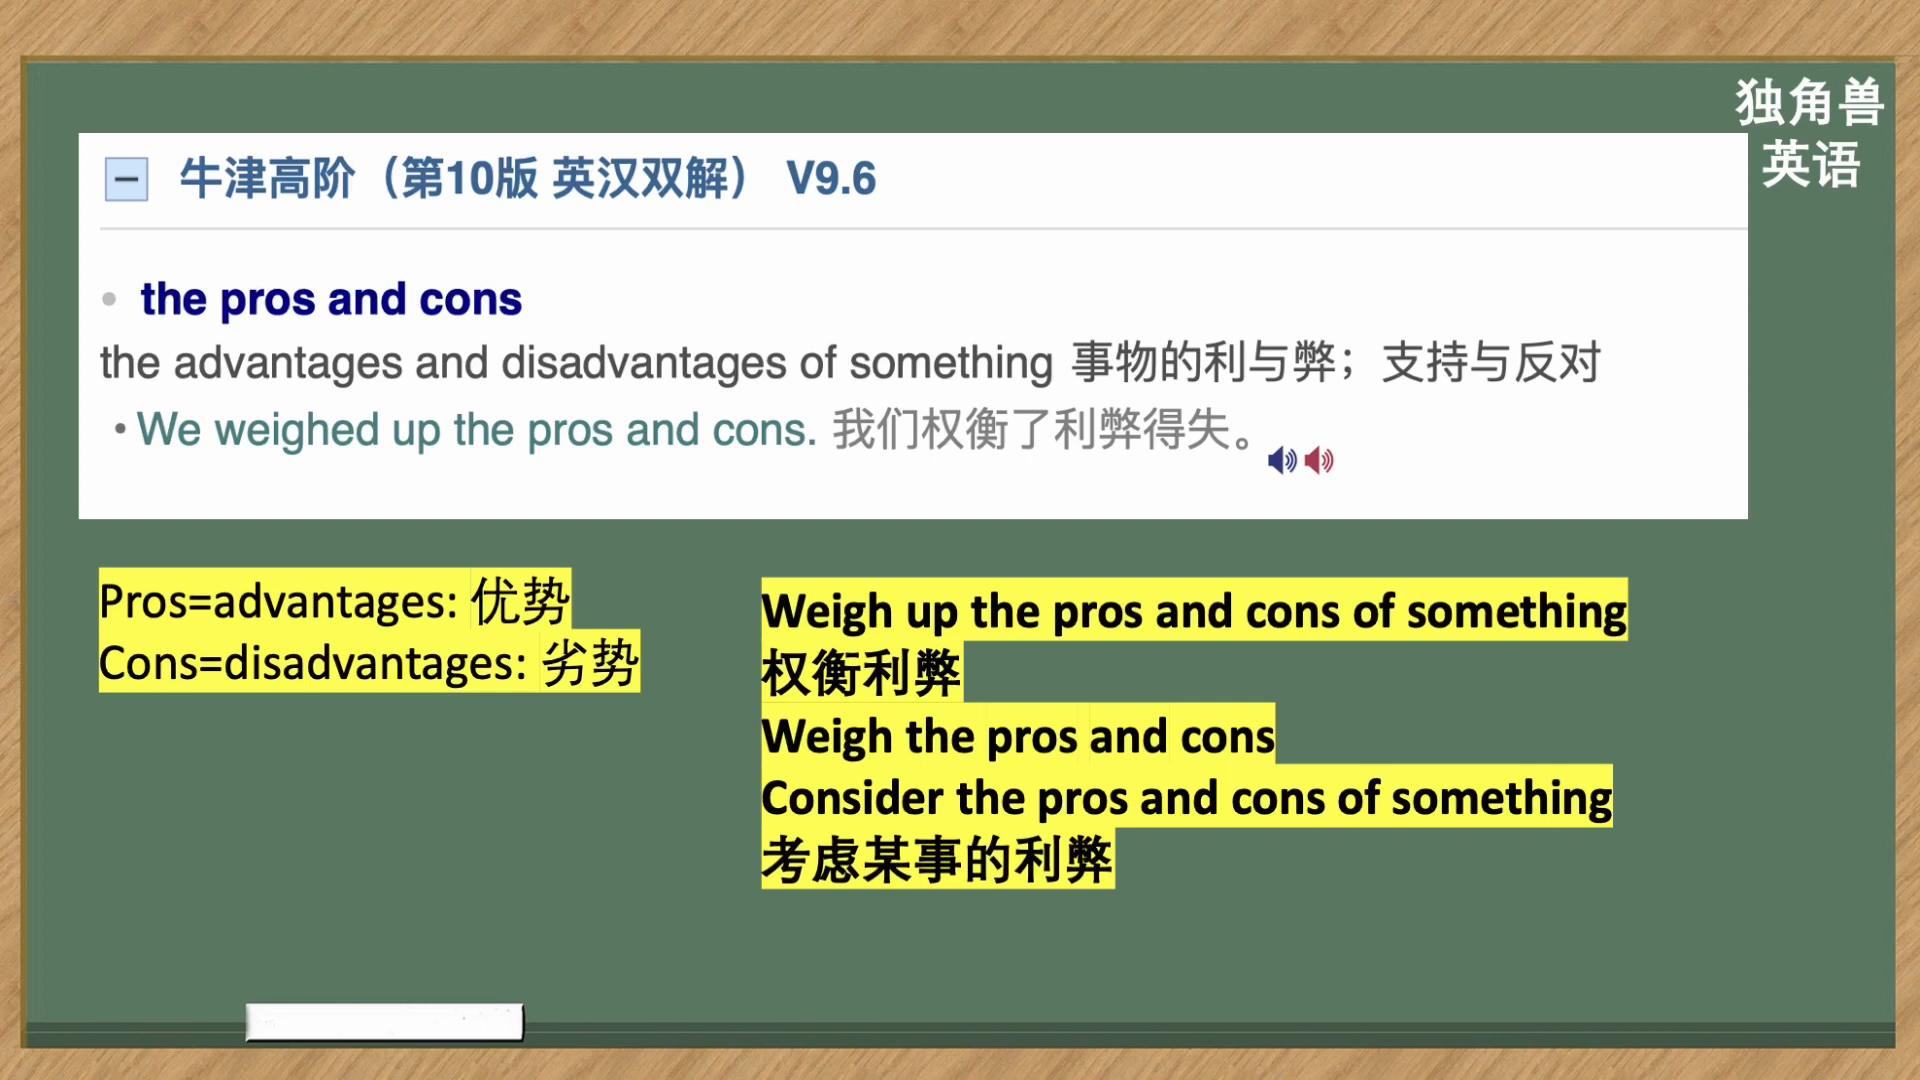 独角兽
英语
牛津高阶（第10版 英汉双解） V9.6
the pros and cons
the advantages and disadvantages of something 事物的利与弊；支持与反对
We weighed up the pros and cons. 我们权衡了利弊得失。
Pros=advantages: 优势
Cons=disadvantages: 劣势
Weigh up the pros and cons of something
权衡利弊
Weigh the pros and cons
Consider the pros and cons of something
考虑某事的利弊